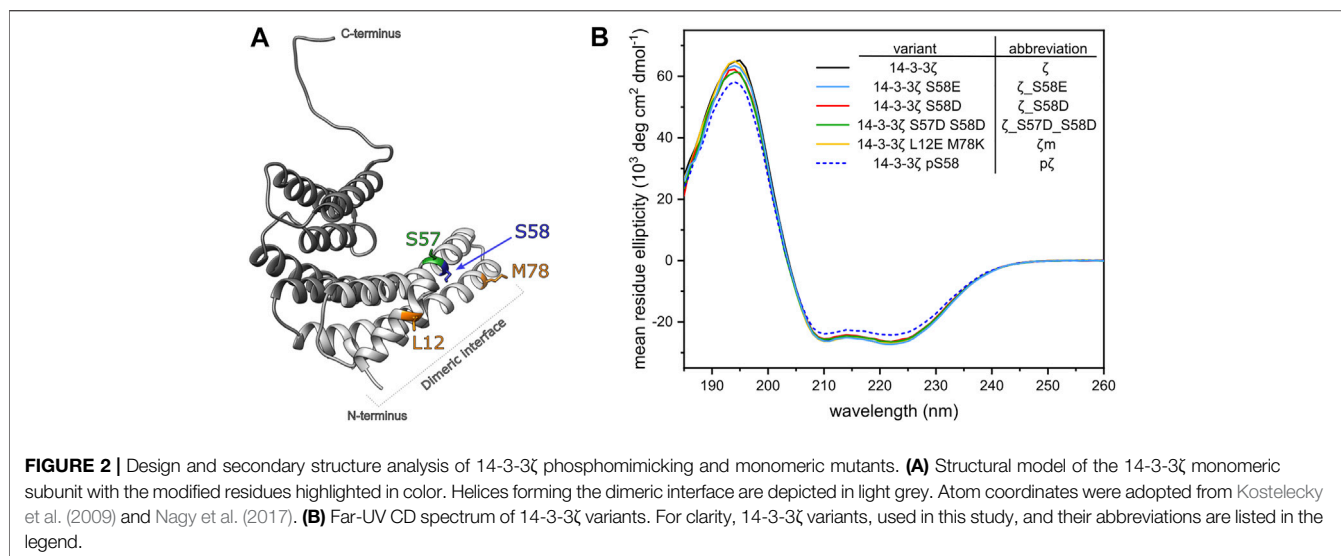 A
C-terminus
S57
S58
M78
L12
Dimeric interface
N-terminus
B
variant abbreviation
14-3-3ζ ζ
14-3-3ζ S58E ζ_S58E
14-3-3ζ S58D ζ_S58D
14-3-3ζ S57D S58D ζ_S57D_S58D
14-3-3ζ L12E M78K ζm
14-3-3ζ pS58 pζ
mean residue ellipticity (10³ deg cm² dmol⁻¹)
60
40
20
0
-20
190 200 210 220 230 240 250 260
wavelength (nm)
FIGURE 2 | Design and secondary structure analysis of 14-3-3ζ phosphomimicking and monomeric mutants. (A) Structural model of the 14-3-3ζ monomeric
subunit with the modified residues highlighted in color. Helices forming the dimeric interface are depicted in light grey. Atom coordinates were adopted from Kostelecky
et al. (2009) and Nagy et al. (2017). (B) Far-UV CD spectrum of 14-3-3ζ variants. For clarity, 14-3-3ζ variants, used in this study, and their abbreviations are listed in the
legend.